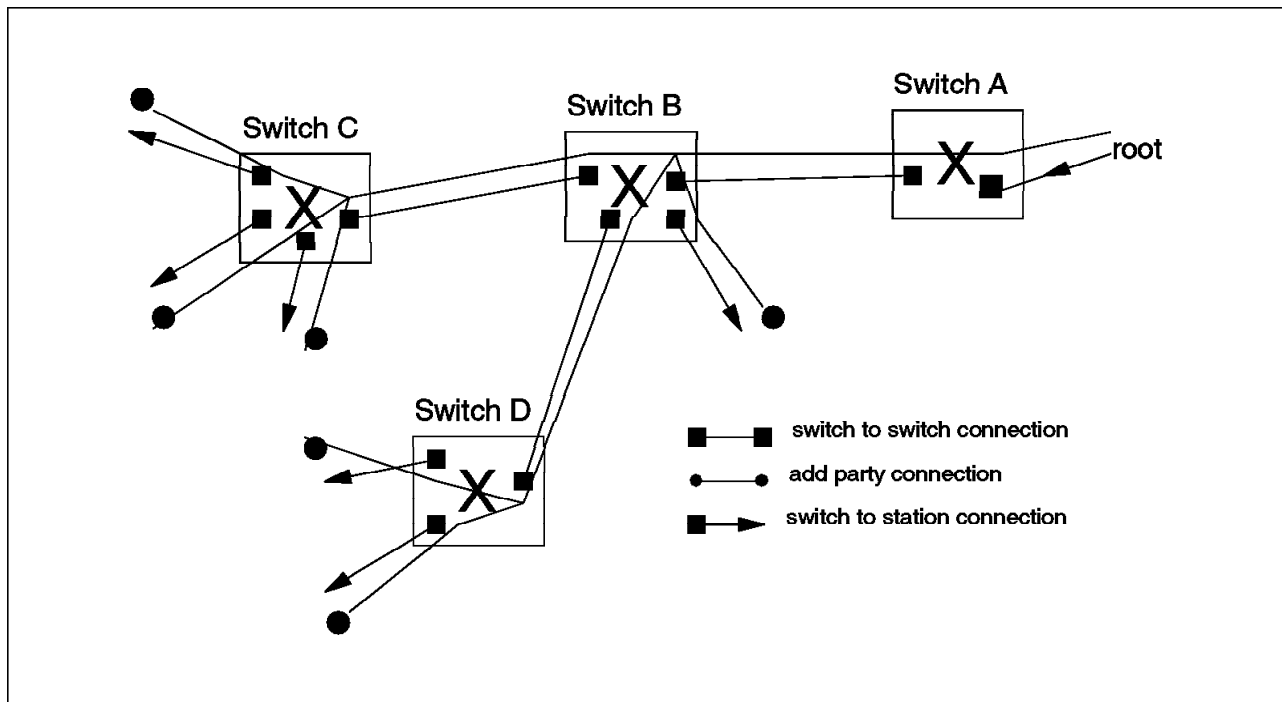 Switch A
Switch B
Switch C
root
X
X
X
Switch D
X
switch to switch connection
add party connection
switch to station connection